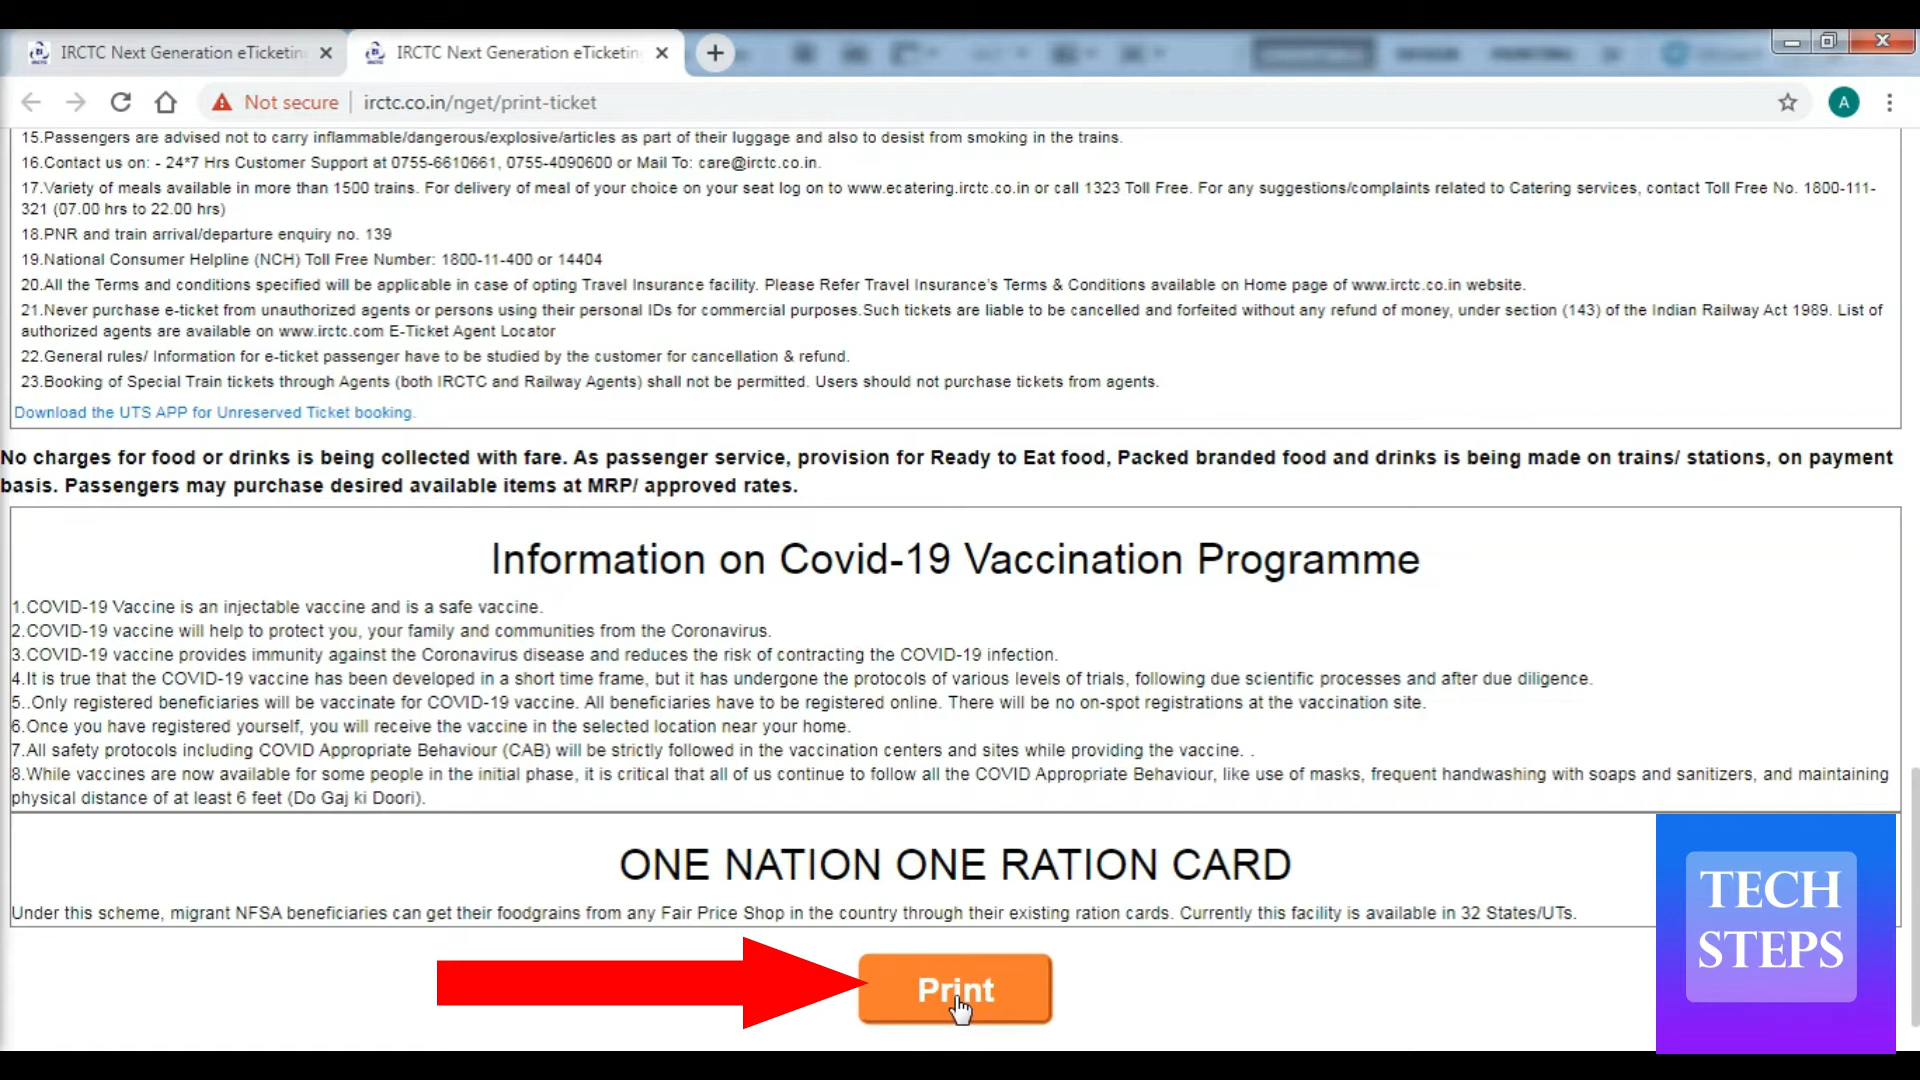 IRCTC Next Generation eTicketin
IRCTC Next Generation eTicketin
Not secure
irctc.co.in/nget/print-ticket
A
15.Passengers are advised not to carry inflammable/dangerous/explosive/articles as part of their luggage and also to desist from smoking in the trains.
16.Contact us on: - 24*7 Hrs Customer Support at 0755-6610661, 0755-4090600 or Mail To: care@irctc.co.in.
17.Variety of meals available in more than 1500 trains. For delivery of meal of your choice on your seat log on to www.ecatering.irctc.co.in or call 1323 Toll Free. For any suggestions/complaints related to Catering services, contact Toll Free No. 1800-111-
321 (07.00 hrs to 22.00 hrs)
18.PNR and train arrival/departure enquiry no. 139
19.National Consumer Helpline (NCH) Toll Free Number: 1800-11-400 or 14404
20.All the Terms and conditions specified will be applicable in case of opting Travel Insurance facility. Please Refer Travel Insurance's Terms & Conditions available on Home page of www.irctc.co.in website.
21.Never purchase e-ticket from unauthorized agents or persons using their personal IDs for commercial purposes.Such tickets are liable to be cancelled and forfeited without any refund of money, under section (143) of the Indian Railway Act 1989. List of
authorized agents are available on www.irctc.com E-Ticket Agent Locator
22.General rules/ Information for e-ticket passenger have to be studied by the customer for cancellation & refund.
23.Booking of Special Train tickets through Agents (both IRCTC and Railway Agents) shall not be permitted. Users should not purchase tickets from agents.
Download the UTS APP for Unreserved Ticket booking.
No charges for food or drinks is being collected with fare. As passenger service, provision for Ready to Eat food, Packed branded food and drinks is being made on trains/ stations, on payment
basis. Passengers may purchase desired available items at MRP/ approved rates.
Information on Covid-19 Vaccination Programme
1.COVID-19 Vaccine is an injectable vaccine and is a safe vaccine.
2.COVID-19 vaccine will help to protect you, your family and communities from the Coronavirus.
3.COVID-19 vaccine provides immunity against the Coronavirus disease and reduces the risk of contracting the COVID-19 infection.
4.It is true that the COVID-19 vaccine has been developed in a short time frame, but it has undergone the protocols of various levels of trials, following due scientific processes and after due diligence.
5..Only registered beneficiaries will be vaccinate for COVID-19 vaccine. All beneficiaries have to be registered online. There will be no on-spot registrations at the vaccination site.
6.Once you have registered yourself, you will receive the vaccine in the selected location near your home.
7.All safety protocols including COVID Appropriate Behaviour (CAB) will be strictly followed in the vaccination centers and sites while providing the vaccine. .
8.While vaccines are now available for some people in the initial phase, it is critical that all of us continue to follow all the COVID Appropriate Behaviour, like use of masks, frequent handwashing with soaps and sanitizers, and maintaining
physical distance of at least 6 feet (Do Gaj ki Doori).
ONE NATION ONE RATION CARD
Under this scheme, migrant NFSA beneficiaries can get their foodgrains from any Fair Price Shop in the country through their existing ration cards. Currently this facility is available in 32 States/UTs.
Print
TECH
STEPS